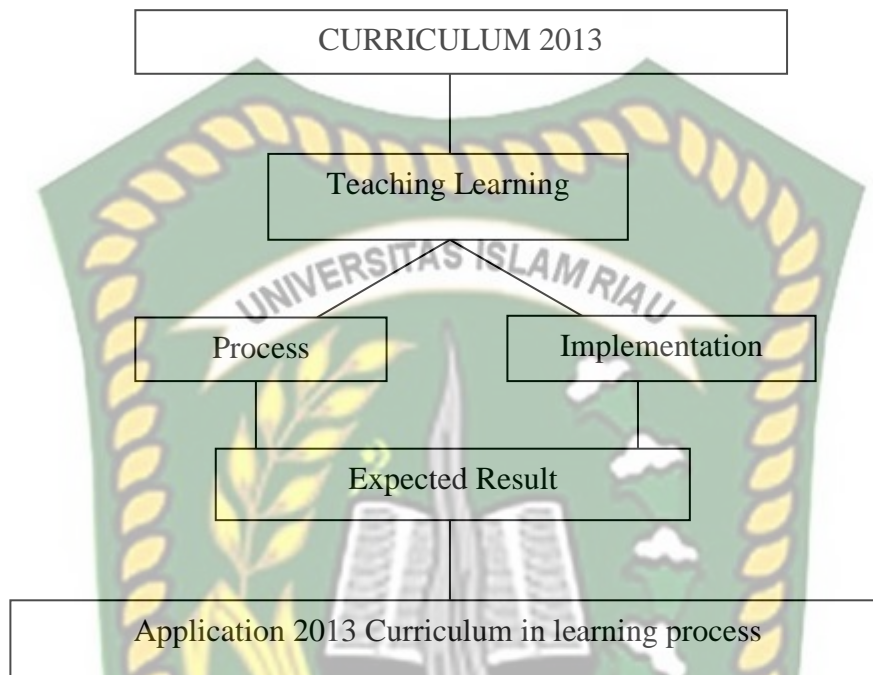 CURRICULUM 2013
Teaching Learning
UNIVERSITAS ISLAM RIAU
Process
Implementation
Expected Result
Application 2013 Curriculum in learning process